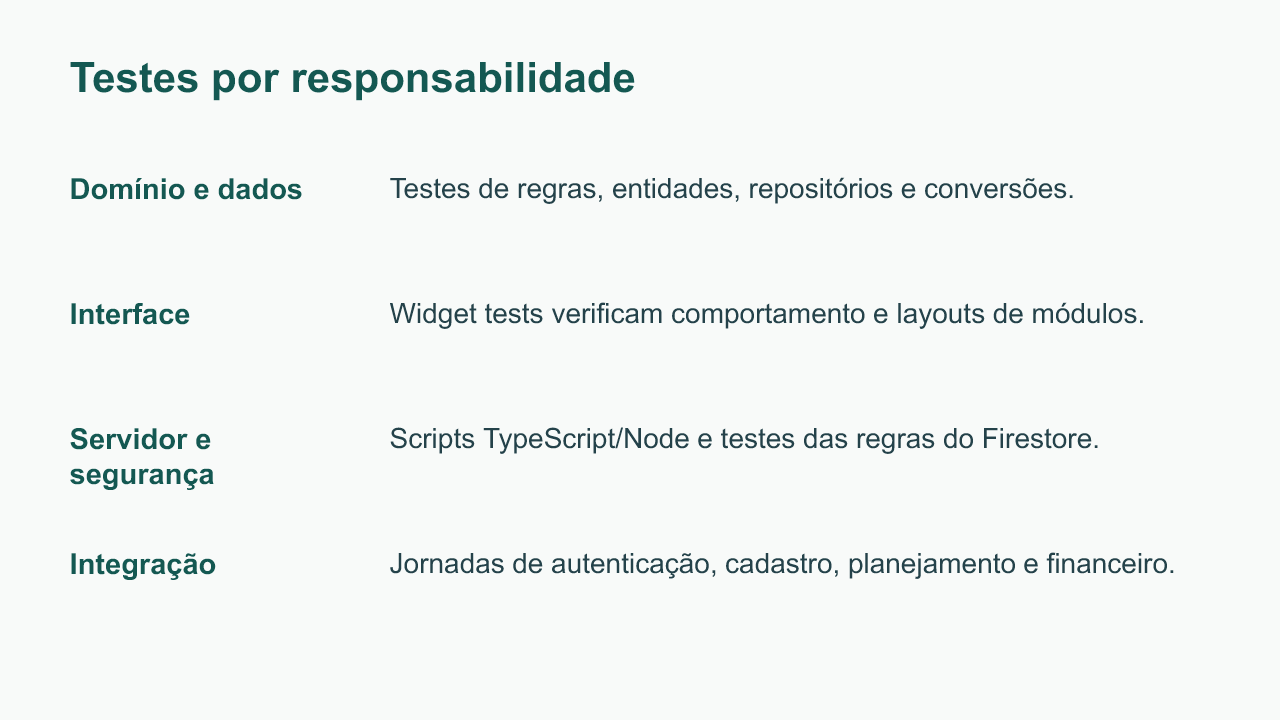 Testes por responsabilidade
Domínio e dados
Testes de regras, entidades, repositórios e conversões.
Interface
Widget tests verificam comportamento e layouts de módulos.
Servidor e
segurança
Scripts TypeScript/Node e testes das regras do Firestore.
Integração
Jornadas de autenticação, cadastro, planejamento e financeiro.